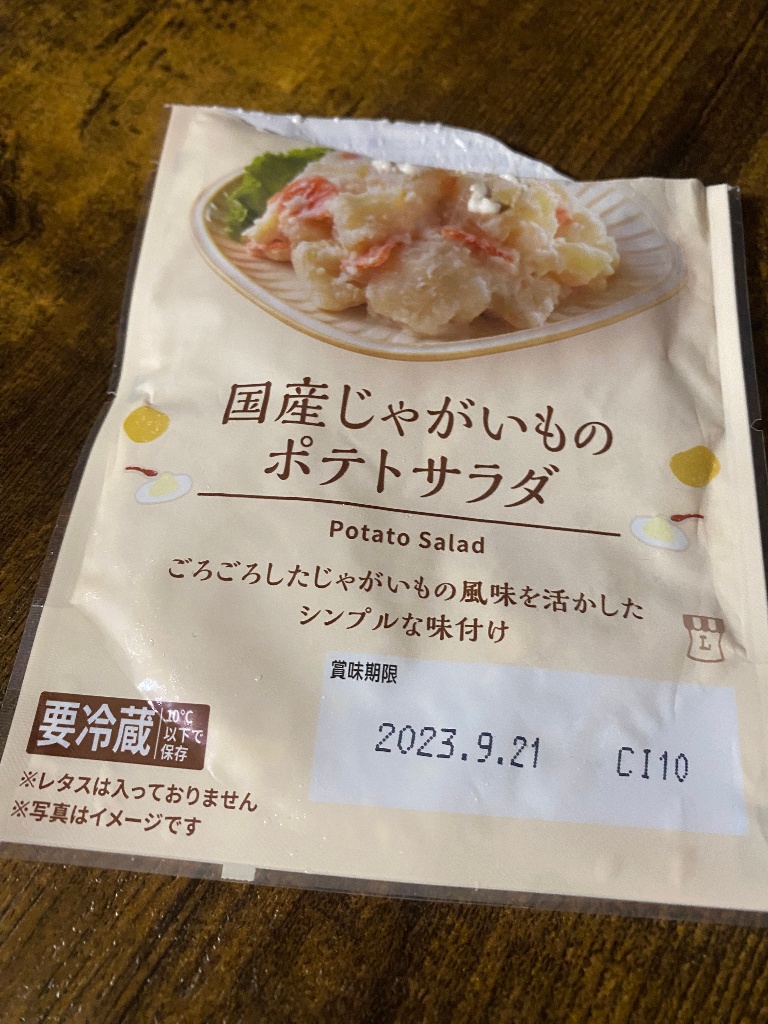 国産じゃがいもの
ポテトサラダ
Potato Salad
ごろごろしたじゃがいもの風味を活かした
シンプルな味付け
L
賞味期限
2023.9.21 CI10
要冷蔵
10℃
以下で
保存
※レタスは入っておりません
※写真はイメージです